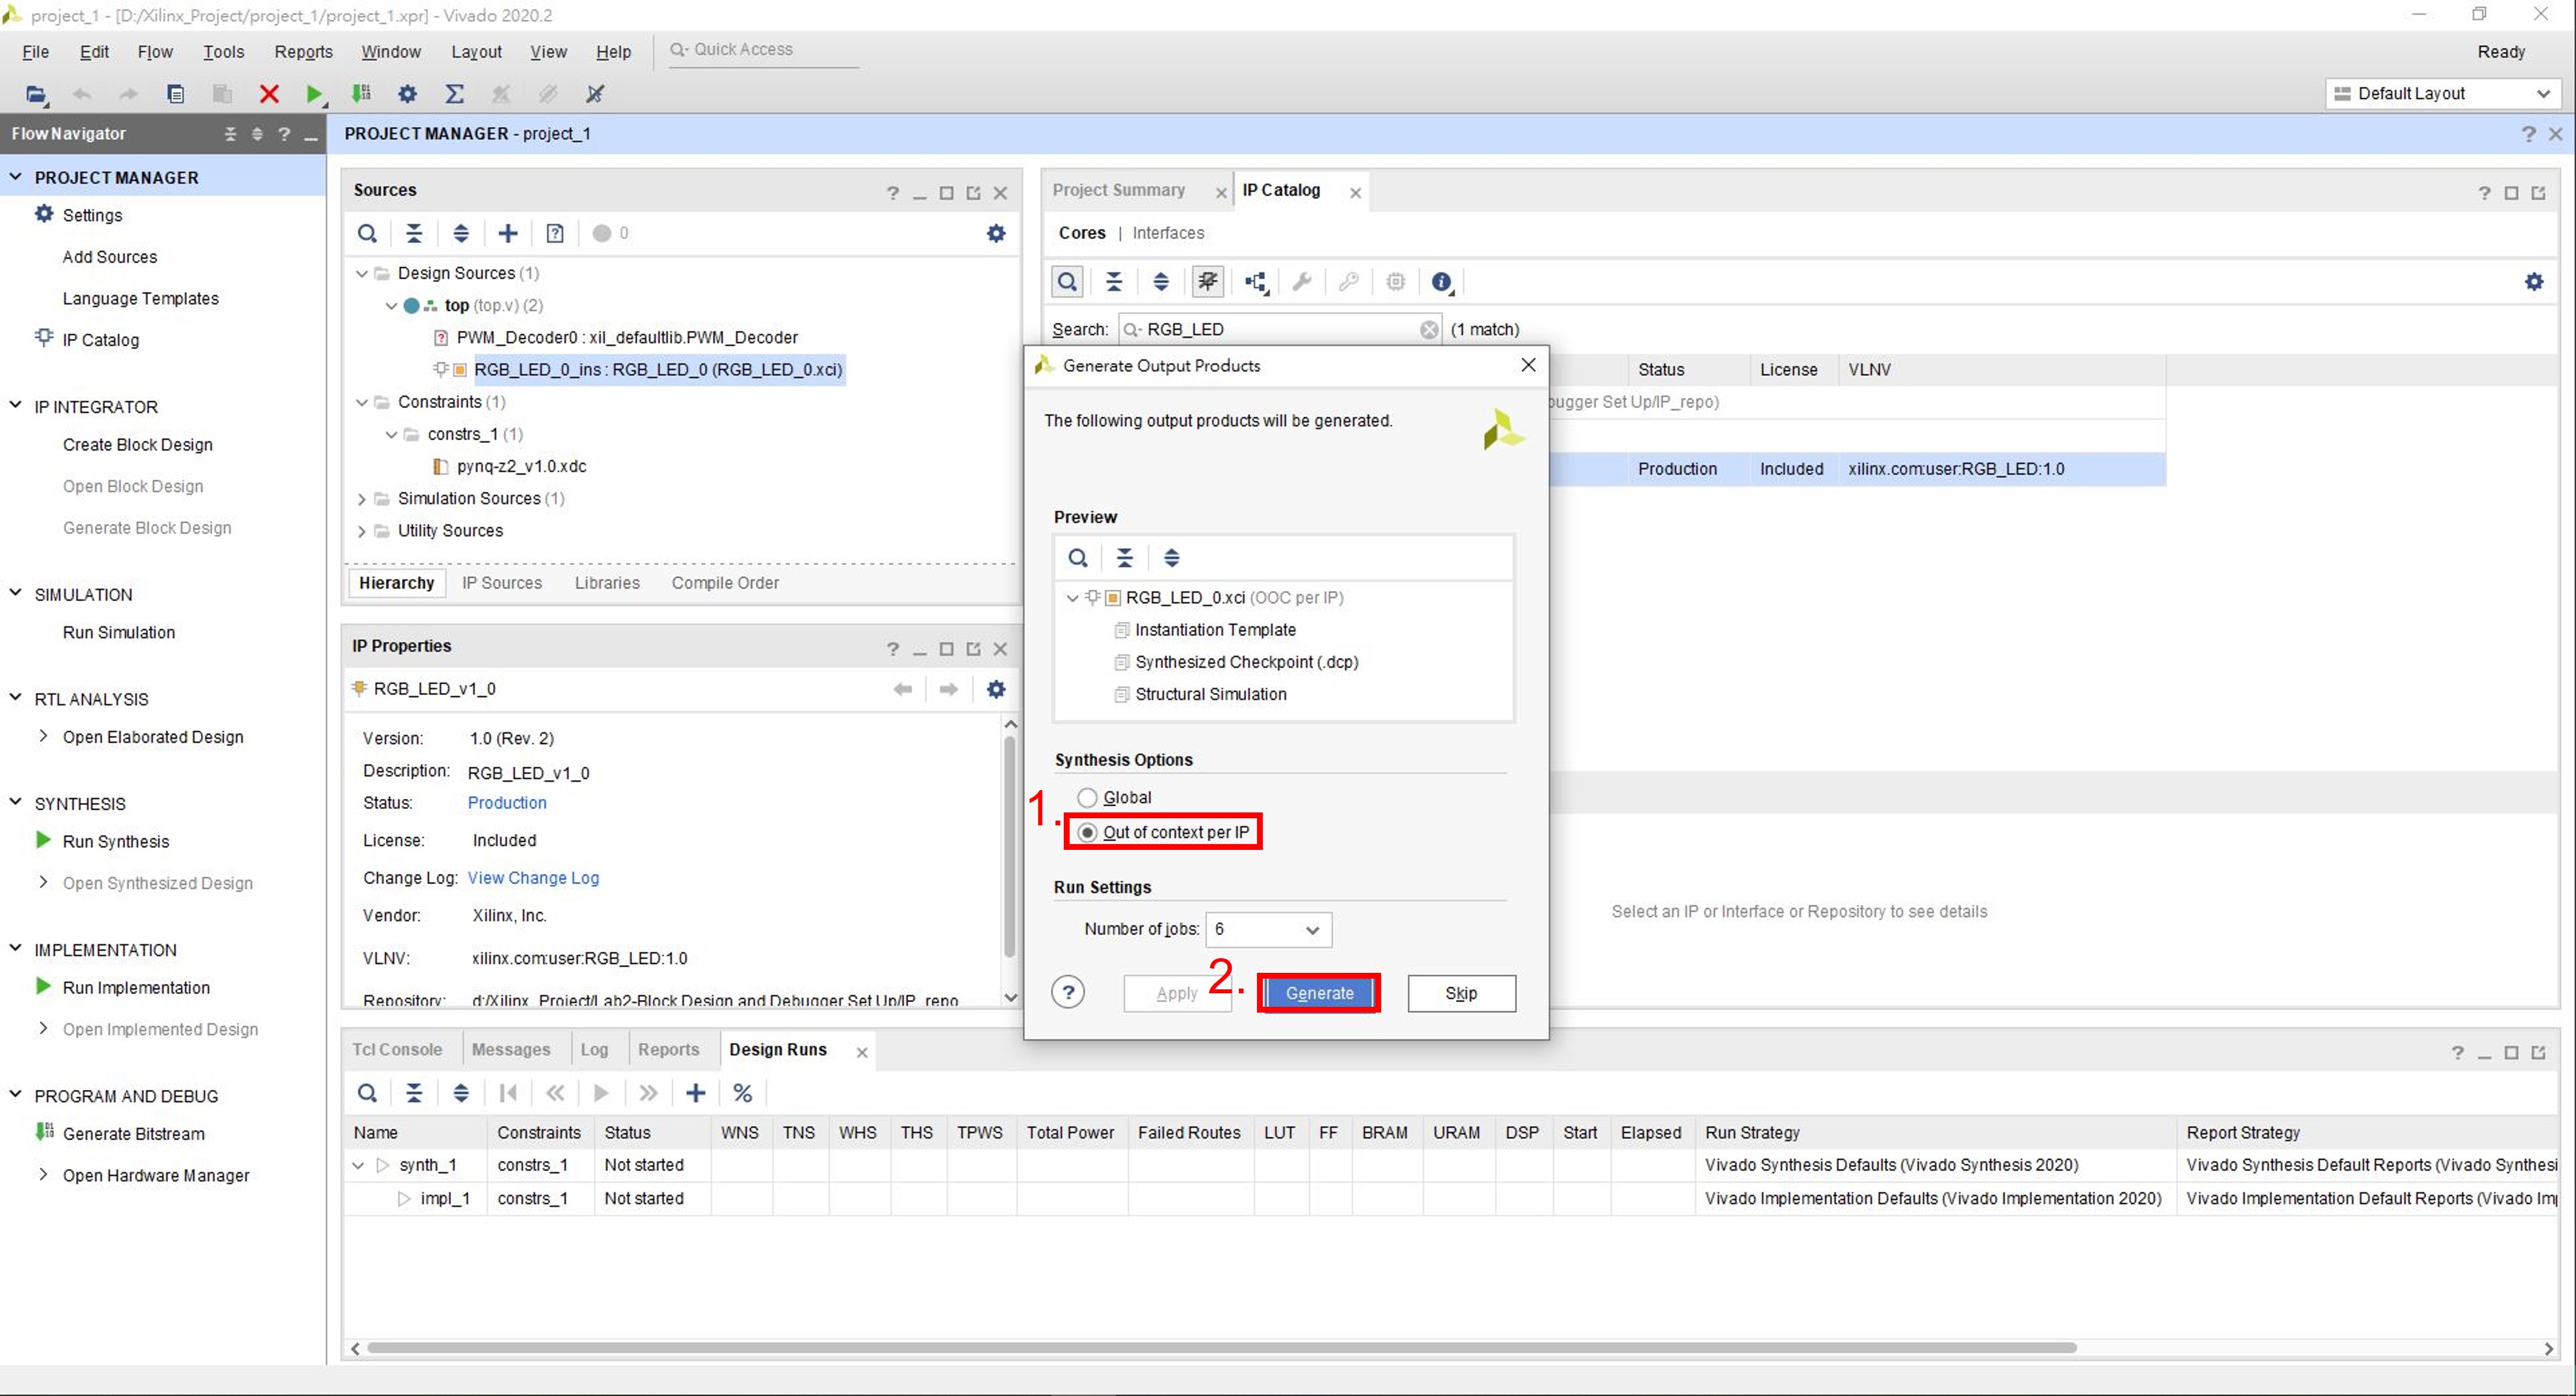 project_1 - [D:/Xilinx_Project/project_1/project_1.xpr] - Vivado 2020.2
File Edit Flow Tools Reports Window Layout View Help Quick Access Ready
Default Layout
Flow Navigator
PROJECT MANAGER - project_1
PROJECT MANAGER
Settings
Add Sources
Language Templates
IP Catalog
IP INTEGRATOR
Create Block Design
Open Block Design
Generate Block Design
SIMULATION
Run Simulation
RTL ANALYSIS
Open Elaborated Design
SYNTHESIS
Run Synthesis
Open Synthesized Design
IMPLEMENTATION
Run Implementation
Open Implemented Design
PROGRAM AND DEBUG
Generate Bitstream
Open Hardware Manager
Sources
0
Design Sources (1)
top (top.v) (2)
PWM_Decoder0 : xil_defaultlib.PWM_Decoder
RGB_LED_0_ins : RGB_LED_0 (RGB_LED_0.xci)
Constraints (1)
constrs_1 (1)
pynq-z2_v1.0.xdc
Simulation Sources (1)
Utility Sources
Hierarchy IP Sources Libraries Compile Order
IP Properties
RGB_LED_v1_0
Version: 1.0 (Rev. 2)
Description: RGB_LED_v1_0
Status: Production
License: Included
Change Log: View Change Log
Vendor: Xilinx, Inc.
VLNV: xilinx.com:user:RGB_LED:1.0
Repository: d:/Xilinx_Project/Lab2-Block Design and Debugger Set Up/IP_repo
Project Summary IP Catalog
Cores | Interfaces
Search: RGB_LED (1 match)
Status License VLNV
bugger Set Up/IP_repo)
Production Included xilinx.com:user:RGB_LED:1.0
Select an IP or Interface or Repository to see details
Generate Output Products
The following output products will be generated.
Preview
RGB_LED_0.xci (OOC per IP)
Instantiation Template
Synthesized Checkpoint (.dcp)
Structural Simulation
Synthesis Options
Global
1.
Out of context per IP
Run Settings
Number of jobs: 6
2.
? Apply Generate Skip
Tcl Console Messages Log Reports Design Runs
Name Constraints Status WNS TNS WHS THS TPWS Total Power Failed Routes LUT FF BRAM URAM DSP Start Elapsed Run Strategy Report Strategy
synth_1 constrs_1 Not started Vivado Synthesis Defaults (Vivado Synthesis 2020) Vivado Synthesis Default Reports (Vivado Synthesi
impl_1 constrs_1 Not started Vivado Implementation Defaults (Vivado Implementation 2020) Vivado Implementation Default Reports (Vivado Im